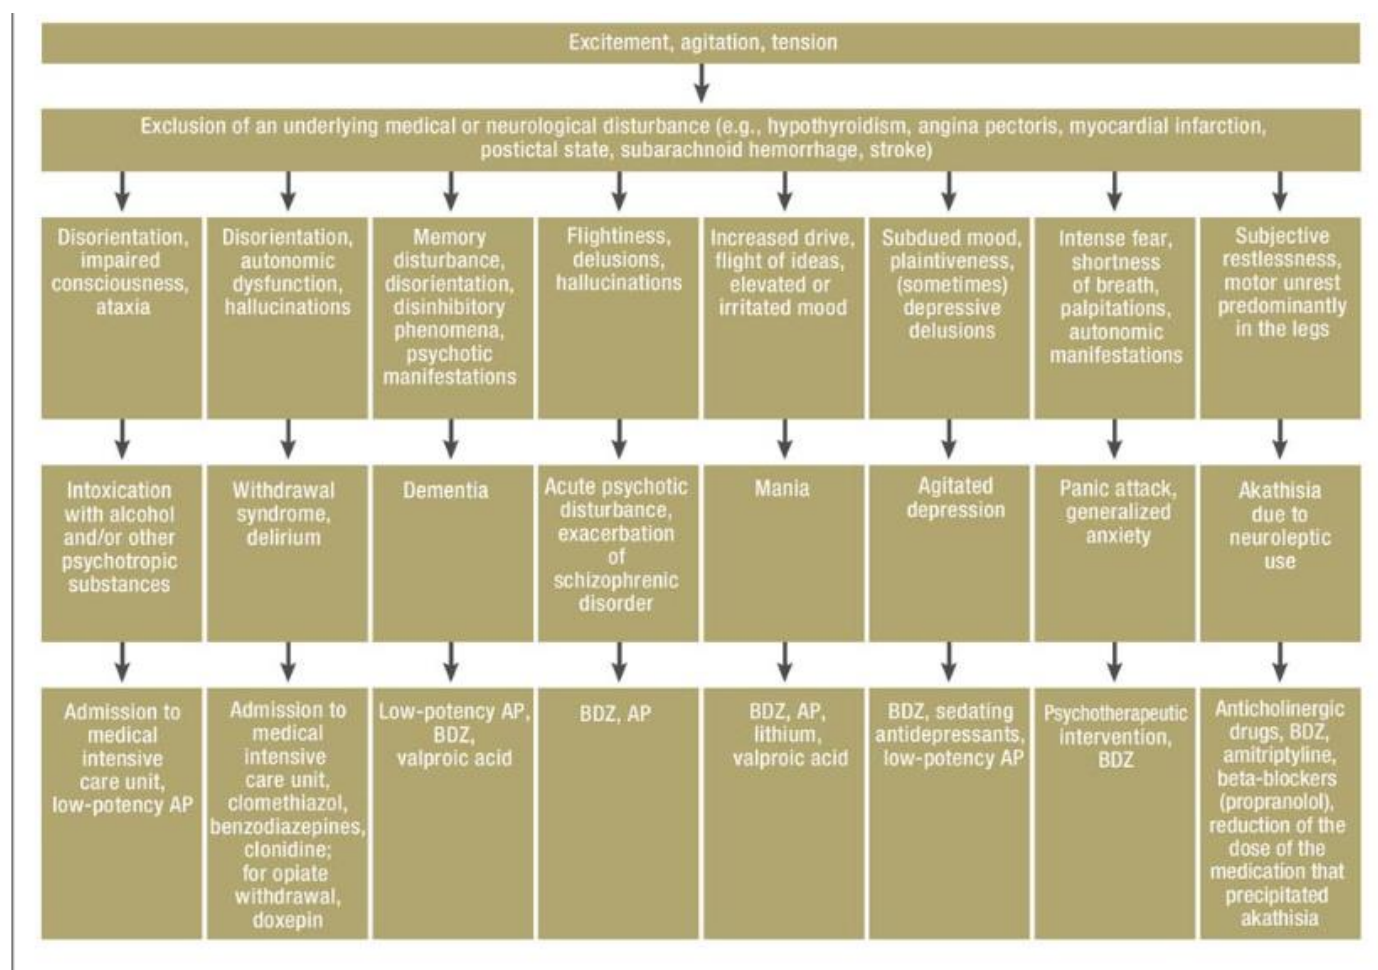 Excitement, agitation, tension
Exclusion of an underlying medical or neurological disturbance (e.g., hypothyroidism, angina pectoris, myocardial infarction,
postictal state, subarachnoid hemorrhage, stroke)
Disorientation,
impaired
consciousness,
ataxia
Disorientation,
autonomic
dysfunction,
hallucinations
Memory
disturbance,
disorientation,
disinhibitory
phenomena,
psychotic
manifestations
Flightiness,
delusions,
hallucinations
Increased drive,
flight of ideas,
elevated or
irritated mood
Subdued mood,
plaintiveness,
(sometimes)
depressive
delusions
Intense fear,
shortness
of breath,
palpitations,
autonomic
manifestations
Subjective
restlessness,
motor unrest
predominantly
in the legs
Intoxication
with alcohol
and/or other
psychotropic
substances
Withdrawal
syndrome,
delirium
Dementia
Acute psychotic
disturbance,
exacerbation
of
schizophrenic
disorder
Mania
Agitated
depression
Panic attack,
generalized
anxiety
Akathisia
due to
neuroleptic
use
Admission to
medical
intensive
care unit,
low-potency AP
Admission to
medical
intensive
care unit,
clomethiazol,
benzodiazepines,
clonidine;
for opiate
withdrawal,
doxepin
Low-potency AP,
BDZ,
valproic acid
BDZ, AP
BDZ, AP,
lithium,
valproic acid
BDZ, sedating
antidepressants,
low-potency AP
Psychotherapeutic
intervention,
BDZ
Anticholinergic
drugs, BDZ,
amitriptyline,
beta-blockers
(propranolol),
reduction of the
dose of the
medication that
precipitated
akathisia